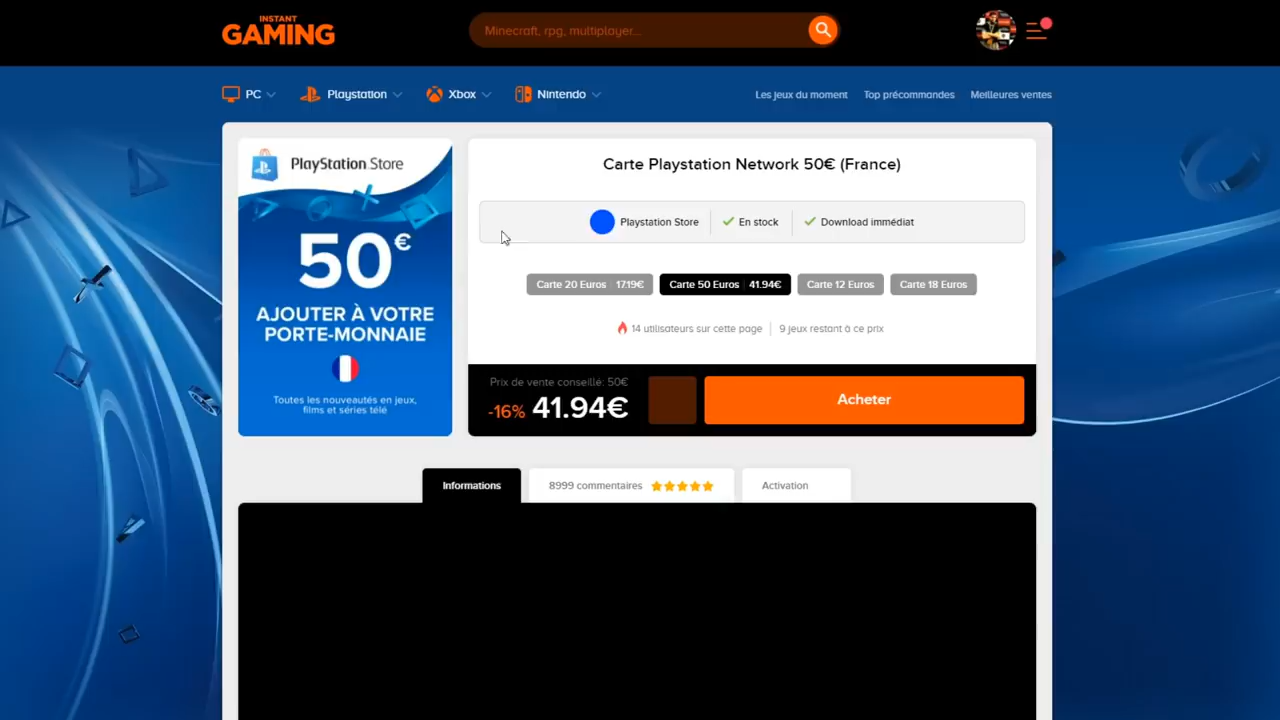 INSTANT
GAMING
Minecraft, rpg, multiplayer...
PC
Playstation
Xbox
Nintendo
Les jeux du moment
Top précommandes
Meilleures ventes
PlayStation Store
50€
AJOUTER À VOTRE
PORTE-MONNAIE
Toutes les nouveautés en jeux,
films et séries télé
Carte Playstation Network 50€ (France)
Playstation Store
En stock
Download immédiat
Carte 20 Euros 17.19€
Carte 50 Euros 41.94€
Carte 12 Euros
Carte 18 Euros
14 utilisateurs sur cette page
9 jeux restant à ce prix
Prix de vente conseillé: 50€
-16% 41.94€
Acheter
Informations
8999 commentaires
Activation